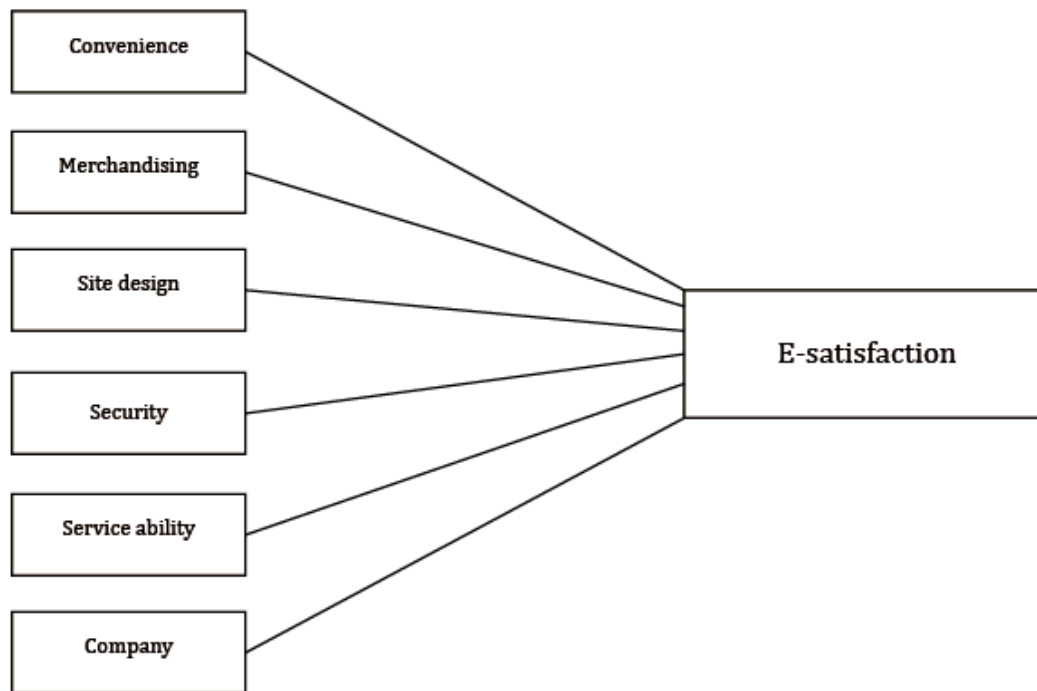 Convenience
Merchandising
Site design
Security
Service ability
Company
E-satisfaction